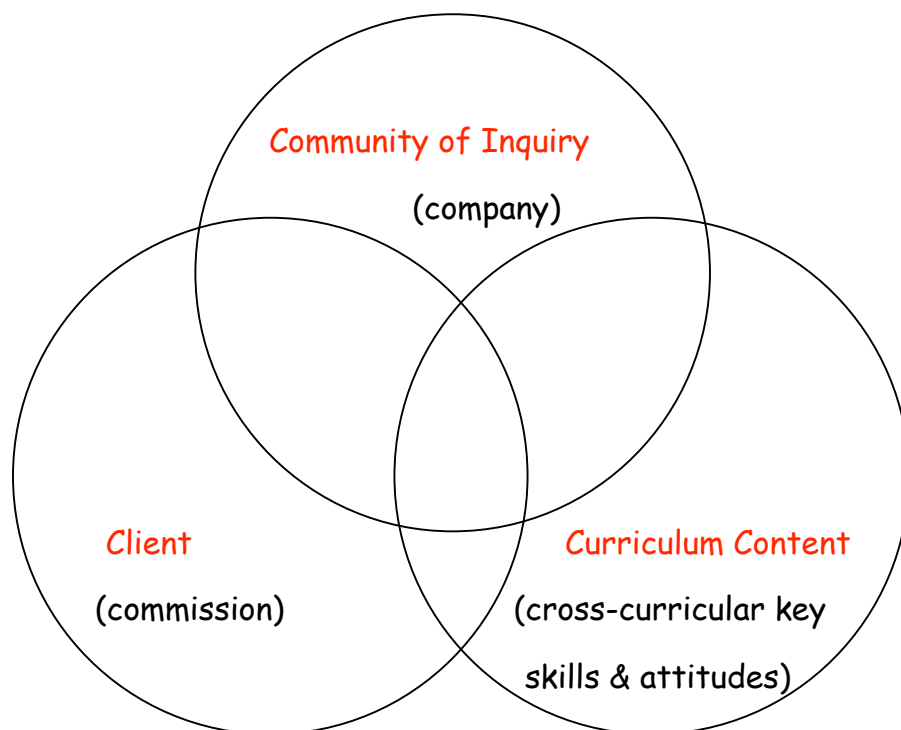 Community of Inquiry
(company)
Client
(commission)
Curriculum Content
(cross-curricular key
skills & attitudes)